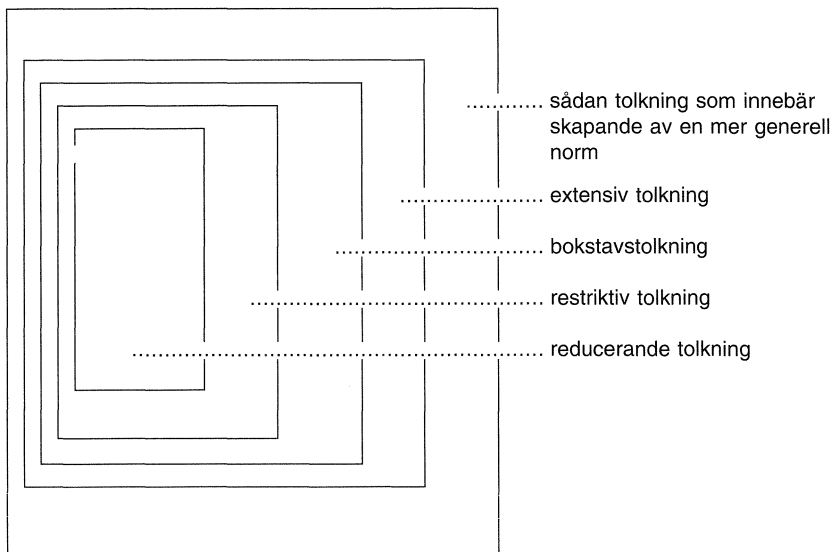 sådan tolkning som innebär
skapande av en mer generell
norm
extensiv tolkning
bokstavstolkning
restriktiv tolkning
reducerande tolkning